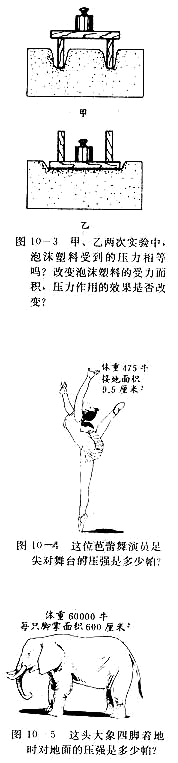 甲
乙
图 10－3 甲、乙两次实验中，
泡沫塑料受到的压力相等
吗？改变泡沫塑料的受力面
积，压力作用的效果是否改
变？
体重 475 牛
接地面积
9.5 厘米²
图 10－4 这位芭蕾舞演员足
尖对舞台的压强是多少帕？
体重 60000 牛
每只脚掌面积 600 厘米²
图 10－5 这头大象四脚着地
时对地面的压强是多少帕？